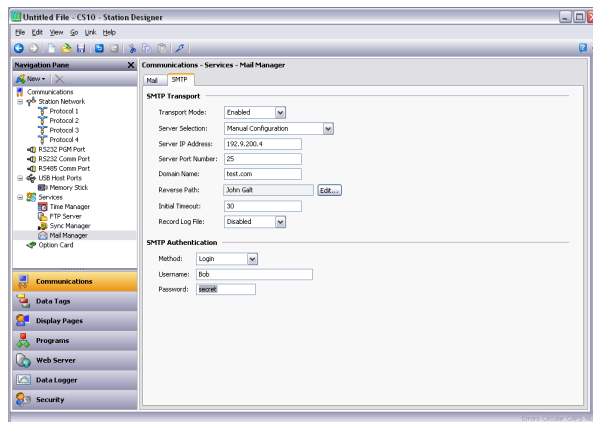 Untitled File - CS10 - Station Designer
File Edit View Go Link Help
Navigation Pane
New
Communications
Station Network
Protocol 1
Protocol 2
Protocol 3
Protocol 4
RS232 PGM Port
RS232 Comm Port
RS485 Comm Port
USB Host Ports
Memory Stick
Services
Time Manager
FTP Server
Sync Manager
Mail Manager
Option Card
Communications
Data Tags
Display Pages
Programs
Web Server
Data Logger
Security
Communications - Services - Mail Manager
Mail SMTP
SMTP Transport
Transport Mode: Enabled
Server Selection: Manual Configuration
Server IP Address: 192.9.200.4
Server Port Number: 25
Domain Name: test.com
Reverse Path: John Galt Edit...
Initial Timeout: 30
Record Log File: Disabled
SMTP Authentication
Method: Login
Username: Bob
Password: secret
Errors Circular CAPS